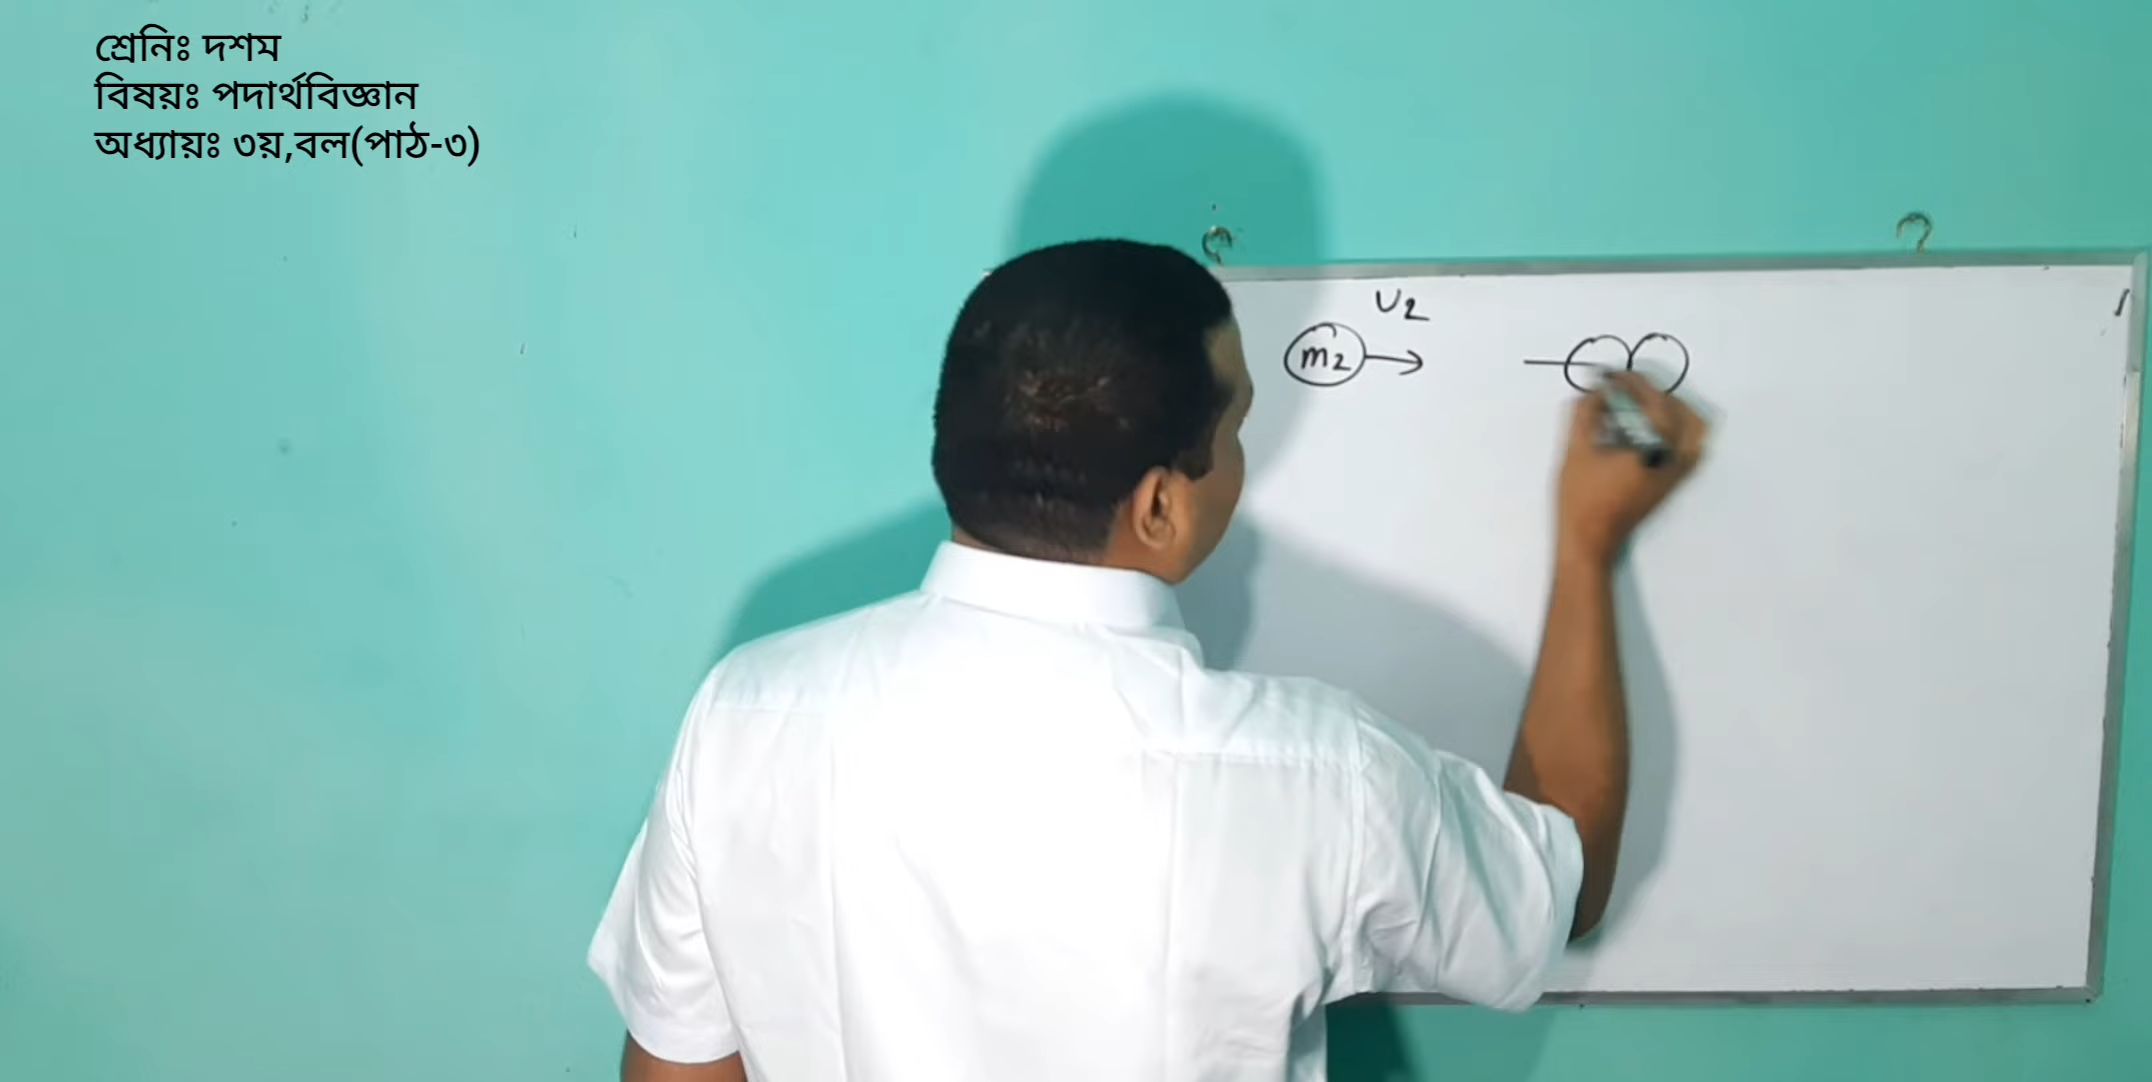 শ্রেনিঃ দশম
বিষয়ঃ পদার্থবিজ্ঞান
অধ্যায়ঃ ৩য়,বল(পাঠ-৩)
U2
m2